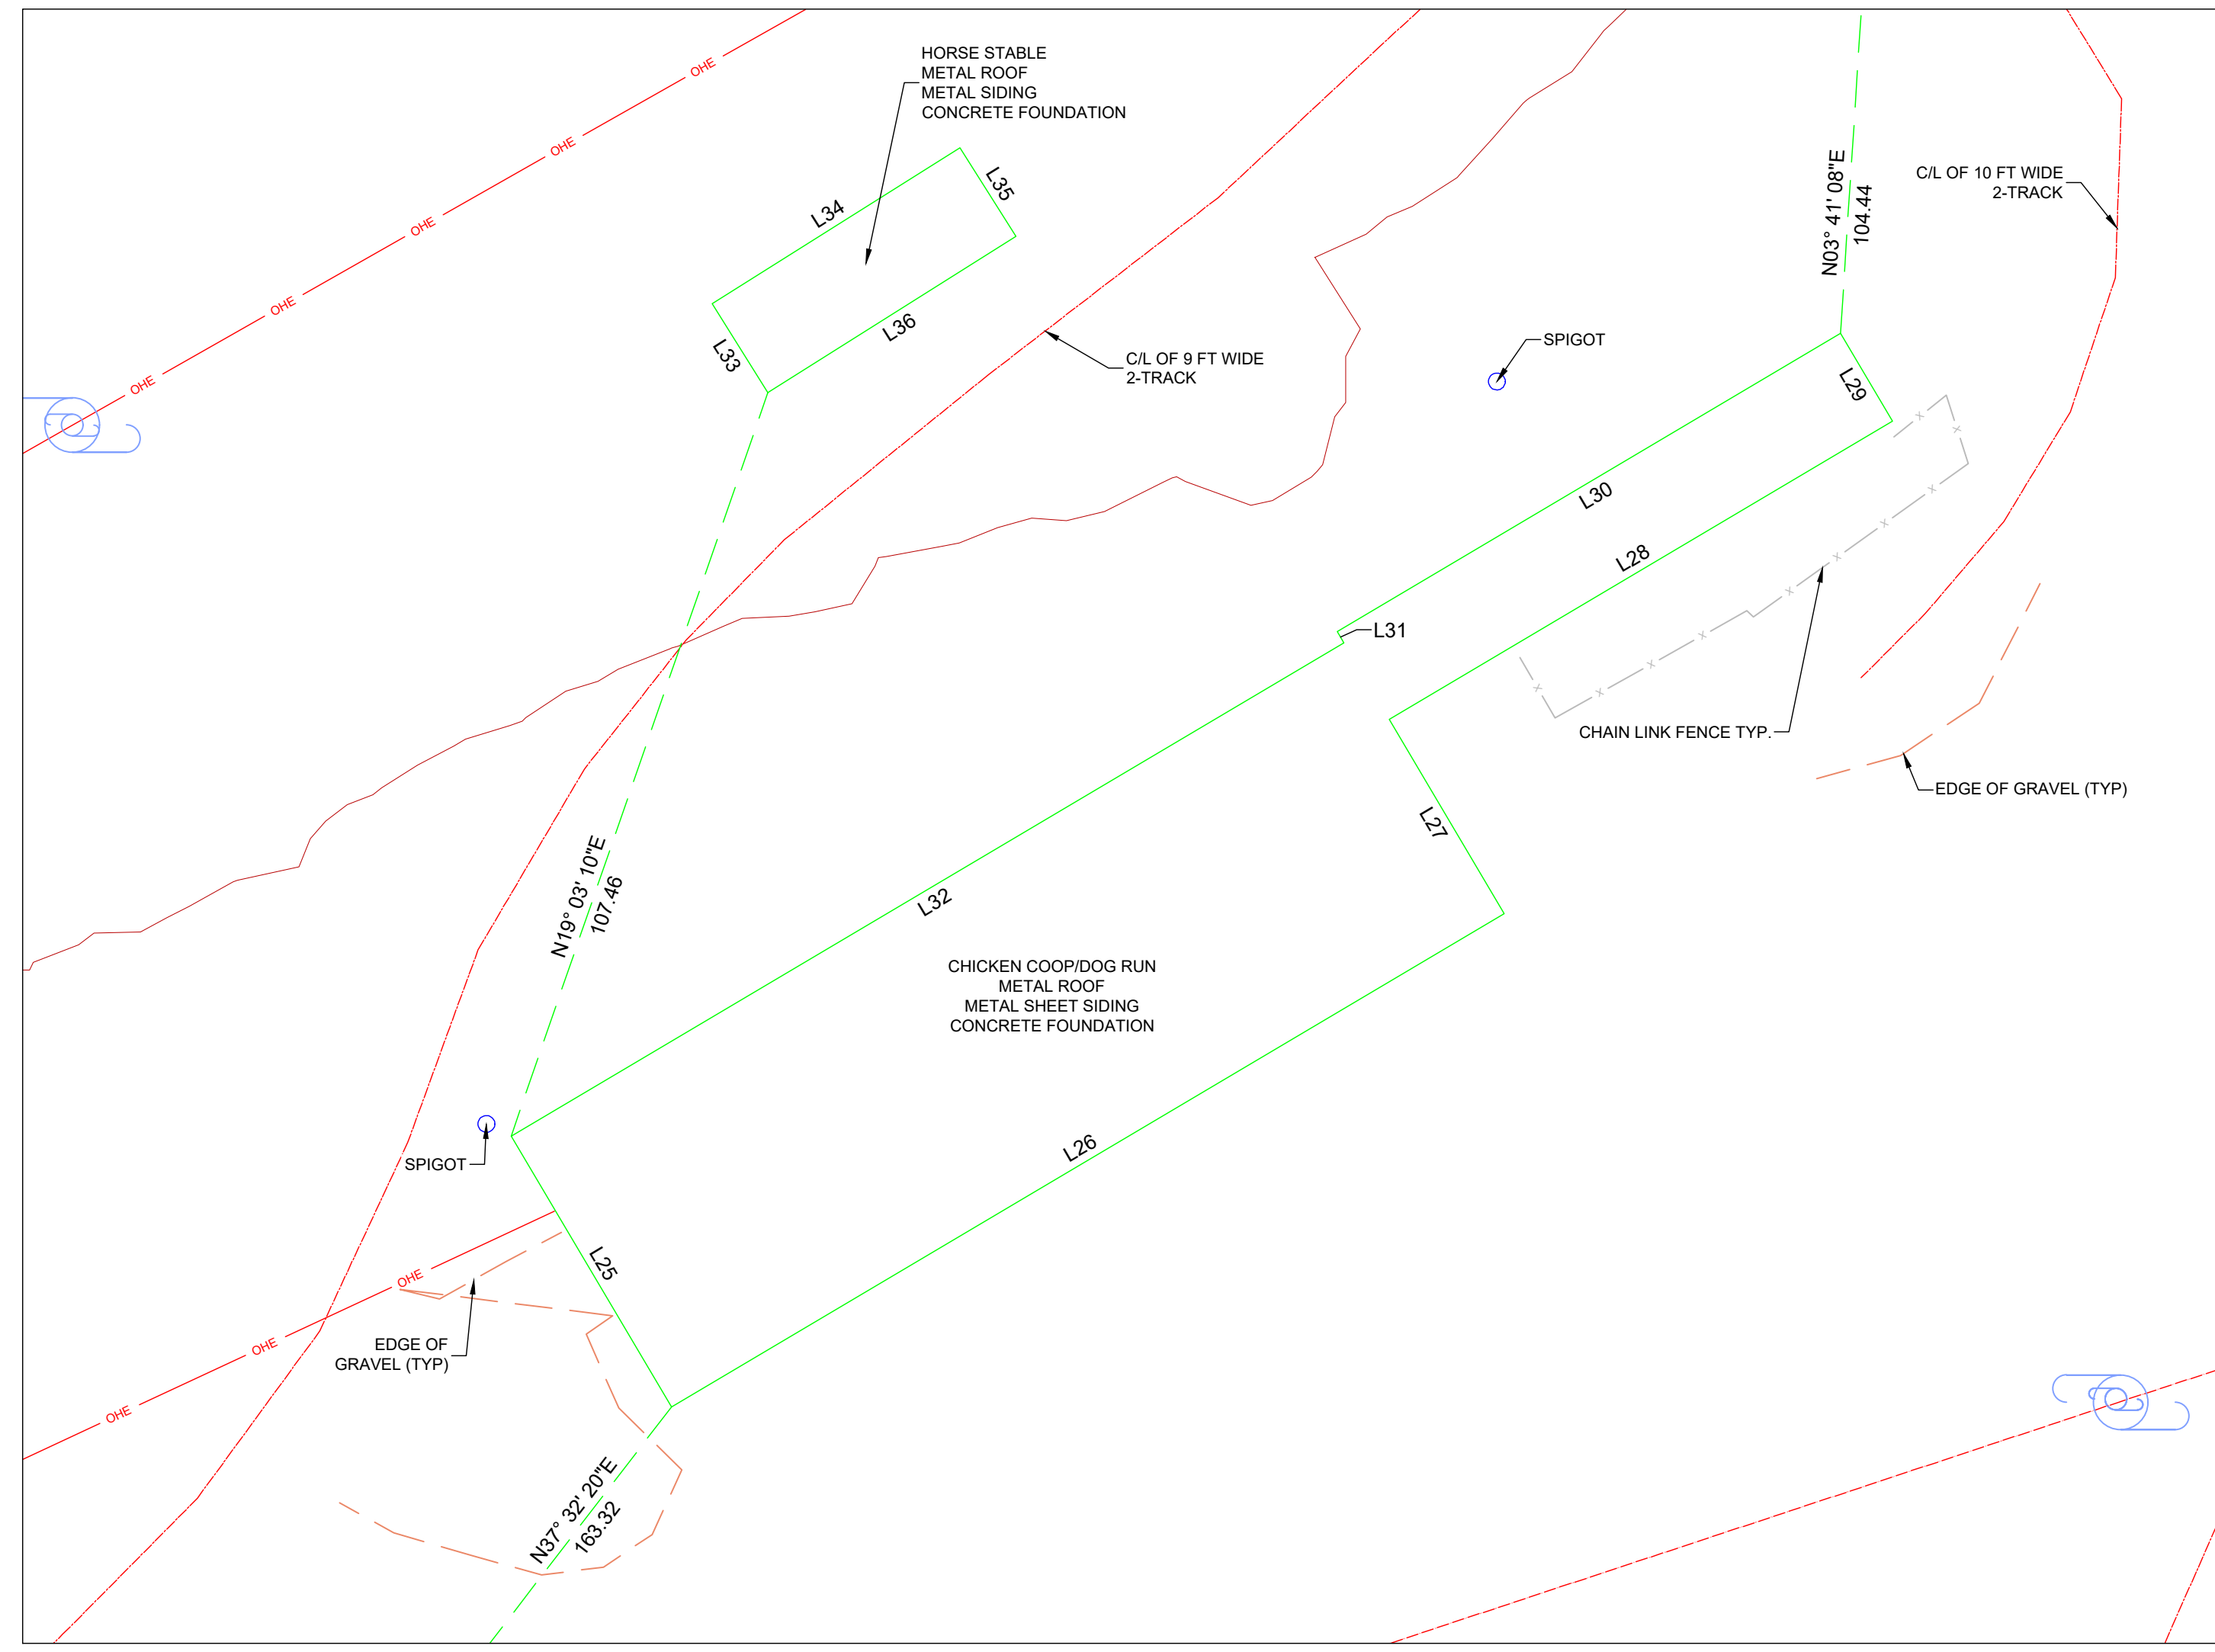 OHE
OHE
OHE
OHE
OHE
HORSE STABLE
METAL ROOF
METAL SIDING
CONCRETE FOUNDATION
L34
L35
L33
L36
C/L OF 9 FT WIDE
2-TRACK
SPIGOT
N03° 41' 08"E
104.44
C/L OF 10 FT WIDE
2-TRACK
L29
L30
L28
L31
X
X
X
X
X
X
X
X
X
X
CHAIN LINK FENCE TYP.
EDGE OF GRAVEL (TYP)
L27
N19° 03' 10"E
107.46
L32
CHICKEN COOP/DOG RUN
METAL ROOF
METAL SHEET SIDING
CONCRETE FOUNDATION
L26
SPIGOT
L25
OHE
OHE
OHE
EDGE OF
GRAVEL (TYP)
N37° 32' 20"E
163.32